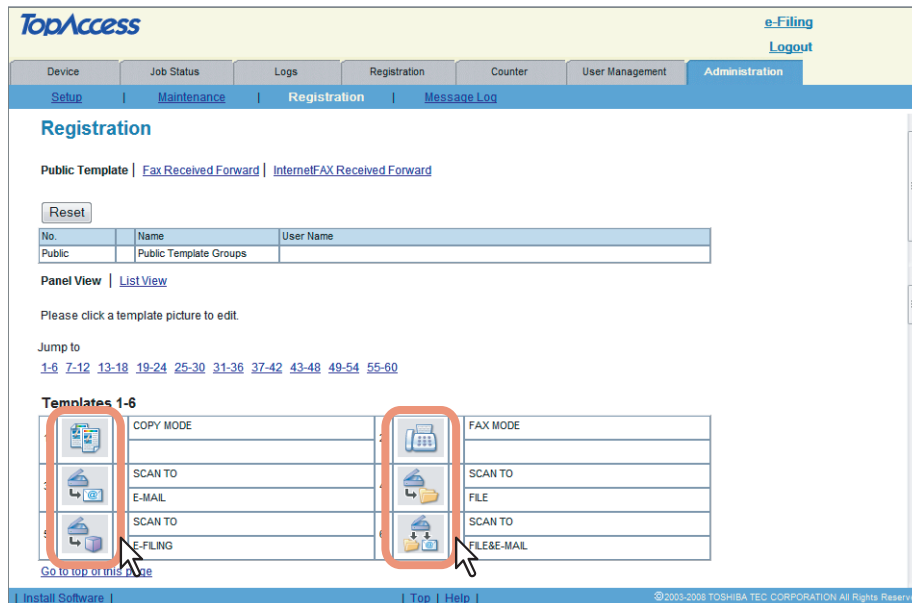 TopAccess
e-Filing
Logout
Device Job Status Logs Registration Counter User Management Administration
Setup | Maintenance | Registration | Message Log
Registration
Public Template | Fax Received Forward | InternetFAX Received Forward
Reset
No. Name User Name
Public Public Template Groups
Panel View | List View
Please click a template picture to edit.
Jump to
1-6 7-12 13-18 19-24 25-30 31-36 37-42 43-48 49-54 55-60
Templates 1-6
COPY MODE FAX MODE
SCAN TO SCAN TO
E-MAIL FILE
SCAN TO SCAN TO
E-FILING FILE&E-MAIL
Go to top of this page
| Install Software | | Top | Help | ©2003-2008 TOSHIBA TEC CORPORATION All Rights Reserv